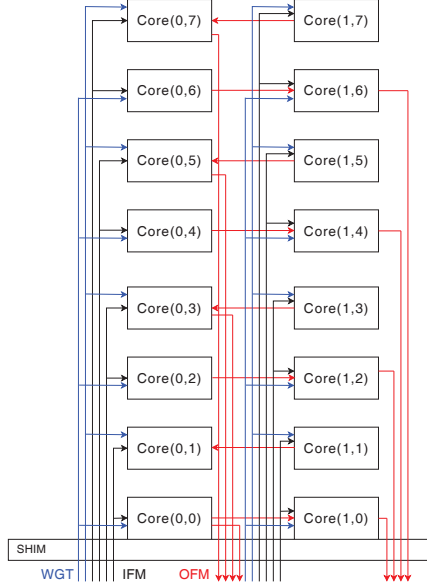 Core(0,7) Core(1,7)
Core(0,6) Core(1,6)
Core(0,5) Core(1,5)
Core(0,4) Core(1,4)
Core(0,3) Core(1,3)
Core(0,2) Core(1,2)
Core(0,1) Core(1,1)
Core(0,0) Core(1,0)
SHIM
WGT IFM OFM